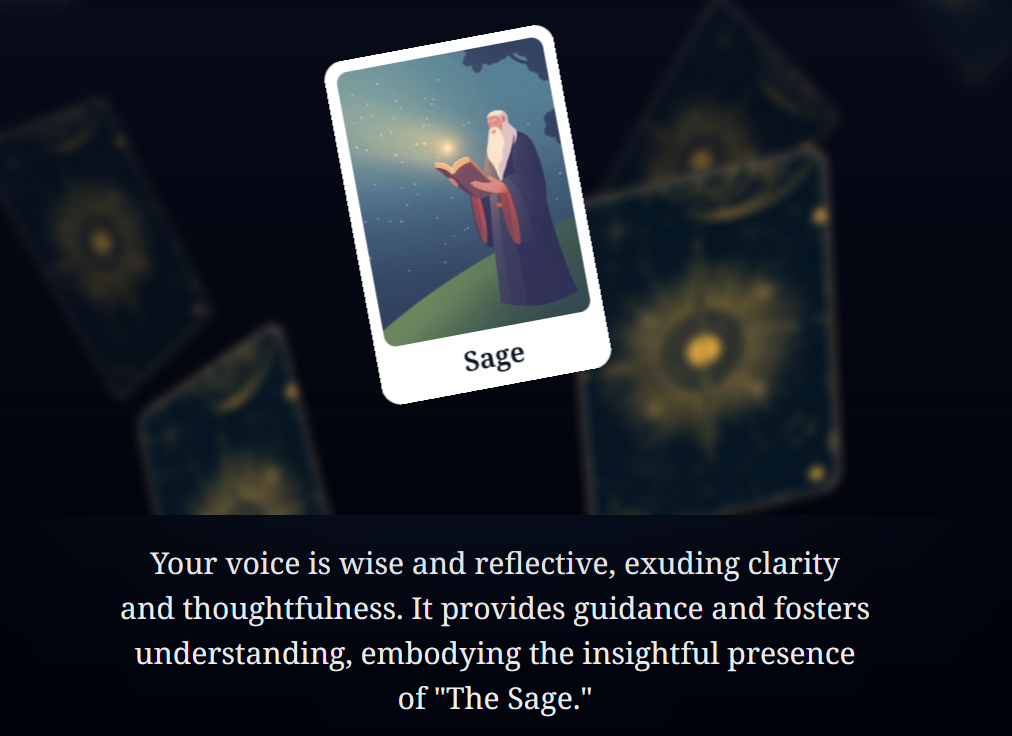 Sage
Your voice is wise and reflective, exuding clarity
and thoughtfulness. It provides guidance and fosters
understanding, embodying the insightful presence
of "The Sage."